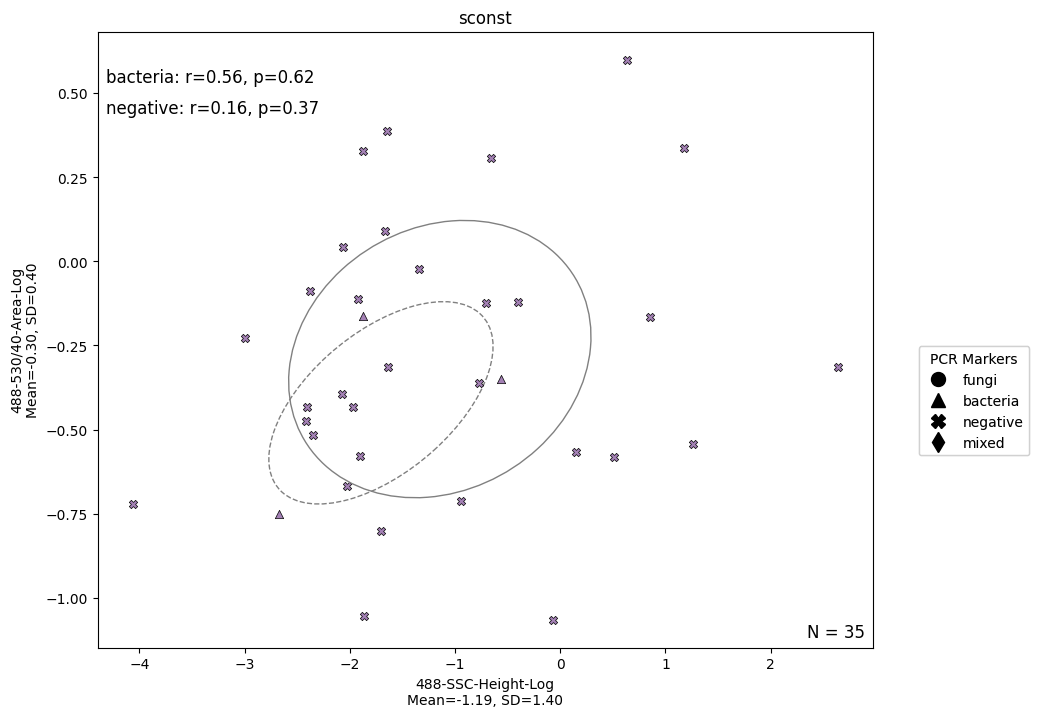 sconst
bacteria: r=0.56, p=0.62
negative: r=0.16, p=0.37
0.50
0.25
0.00
−0.25
−0.50
−0.75
−1.00
488-530/40-Area-Log
Mean=-0.30, SD=0.40
N = 35
−4
−3
−2
−1
0
1
2
488-SSC-Height-Log
Mean=-1.19, SD=1.40
PCR Markers
fungi
bacteria
negative
mixed